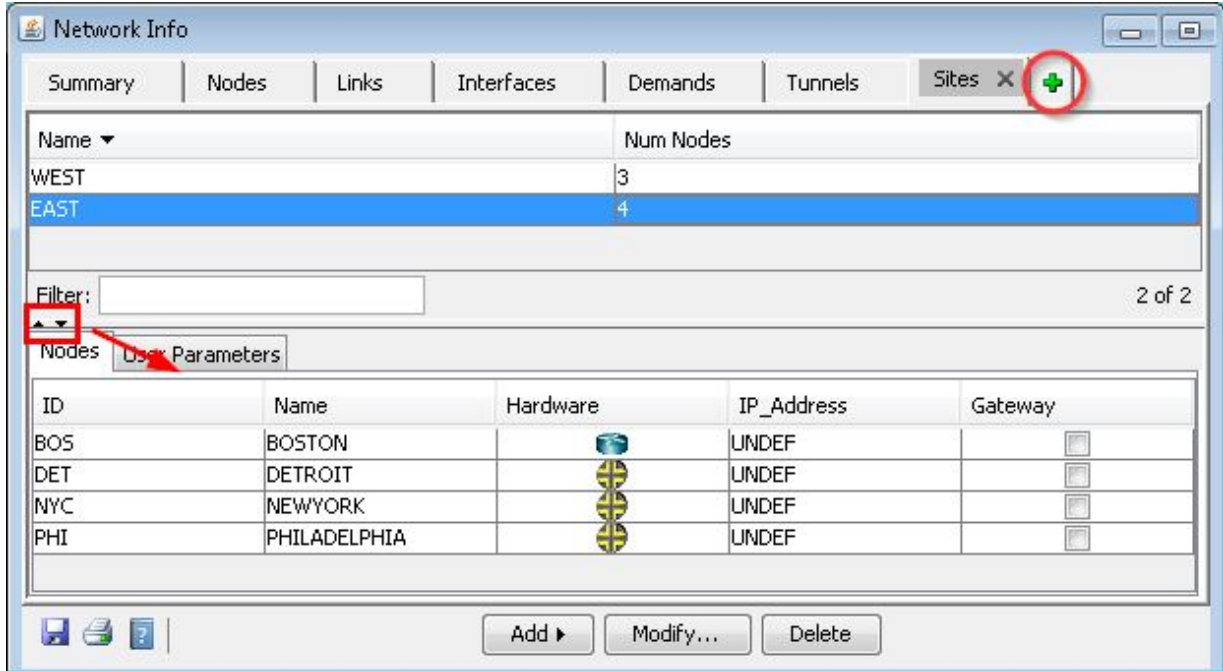 Network Info
Summary Nodes Links Interfaces Demands Tunnels Sites
Name Num Nodes
WEST 3
EAST 4
Filter: 2 of 2
Nodes User Parameters
ID Name Hardware IP_Address Gateway
BOS BOSTON UNDEF
DET DETROIT UNDEF
NYC NEWYORK UNDEF
PHI PHILADELPHIA UNDEF
Add Modify... Delete